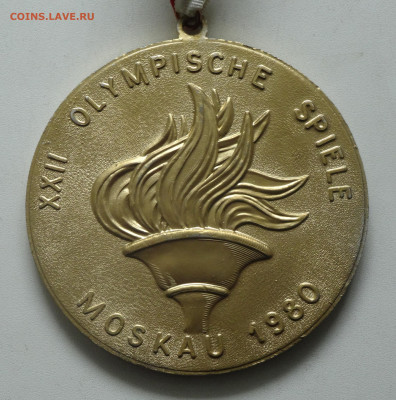 COINS.LAVE.RU
XXII OLYMPISCHE SPIELE
MOSKAU 1980